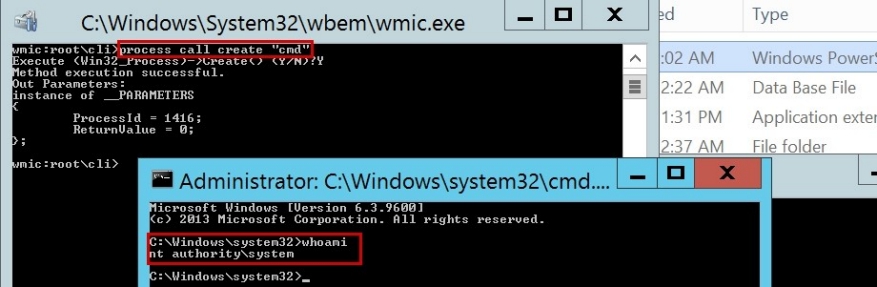 C:\Windows\System32\wbem\wmic.exe
wmic:root\cli>process call create "cmd"
Execute (Win32_Process)->Create() (Y/N)?Y
Method execution successful.
Out Parameters:
instance of __PARAMETERS
{
ProcessId = 1416;
ReturnValue = 0;
};
wmic:root\cli>
ed Type
:02 AM Windows PowerS
2:22 AM Data Base File
1:31 PM Application exter
2:37 AM File folder
Administrator: C:\Windows\system32\cmd....
Microsoft Windows [Version 6.3.9600]
(c) 2013 Microsoft Corporation. All rights reserved.
C:\Windows\system32>whoami
nt authority\system
C:\Windows\system32>_